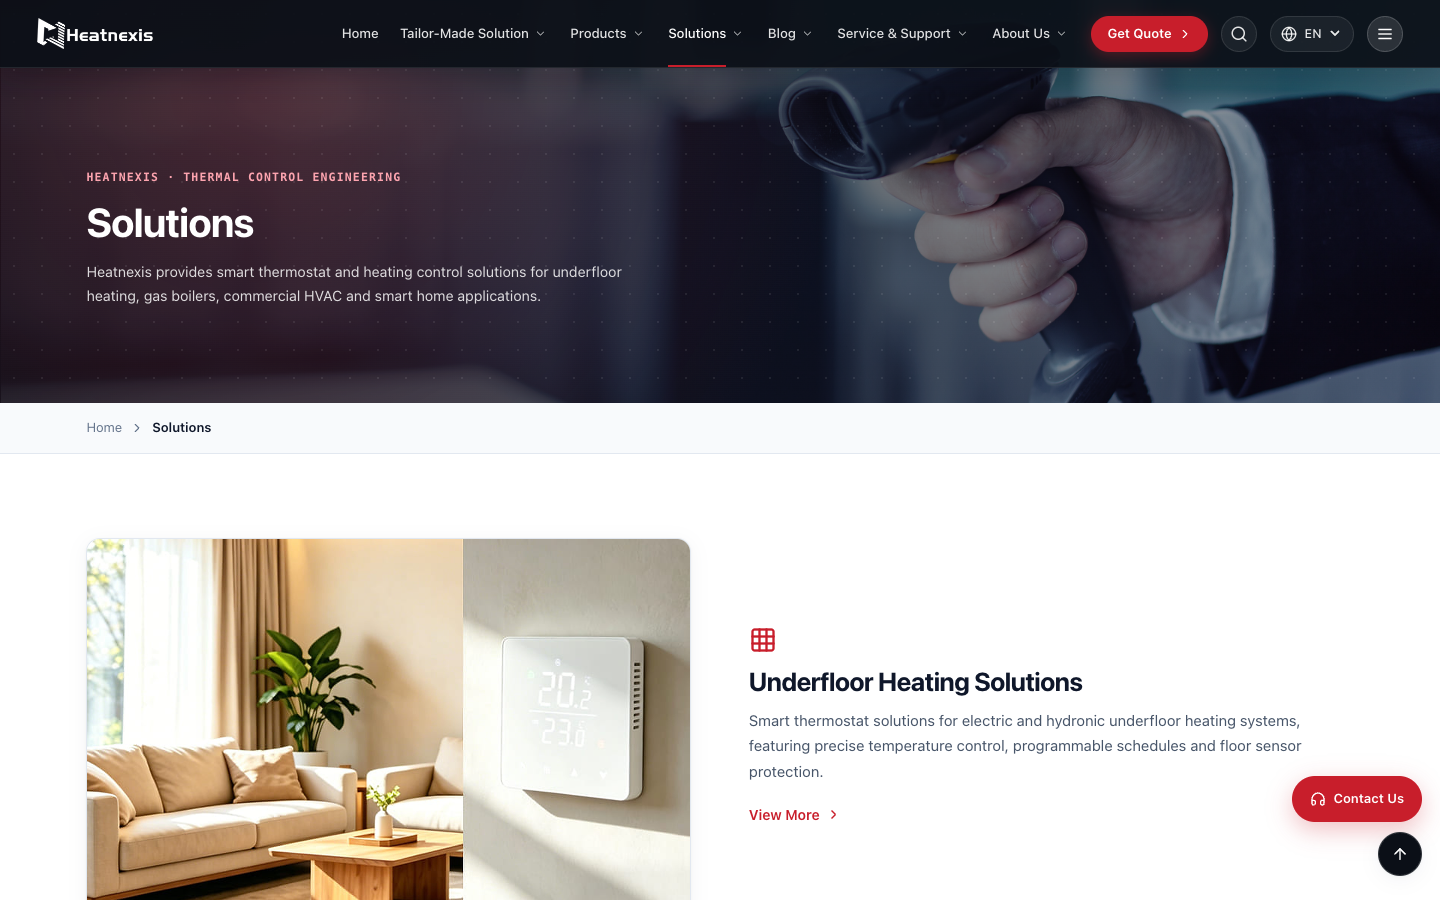 Heatnexis
Home
Tailor-Made Solution
Products
Solutions
Blog
Service & Support
About Us
Get Quote
EN
HEATNEXIS · THERMAL CONTROL ENGINEERING
Solutions
Heatnexis provides smart thermostat and heating control solutions for underfloor
heating, gas boilers, commercial HVAC and smart home applications.
Home
Solutions
20.2
23.0
Underfloor Heating Solutions
Smart thermostat solutions for electric and hydronic underfloor heating systems,
featuring precise temperature control, programmable schedules and floor sensor
protection.
View More
Contact Us